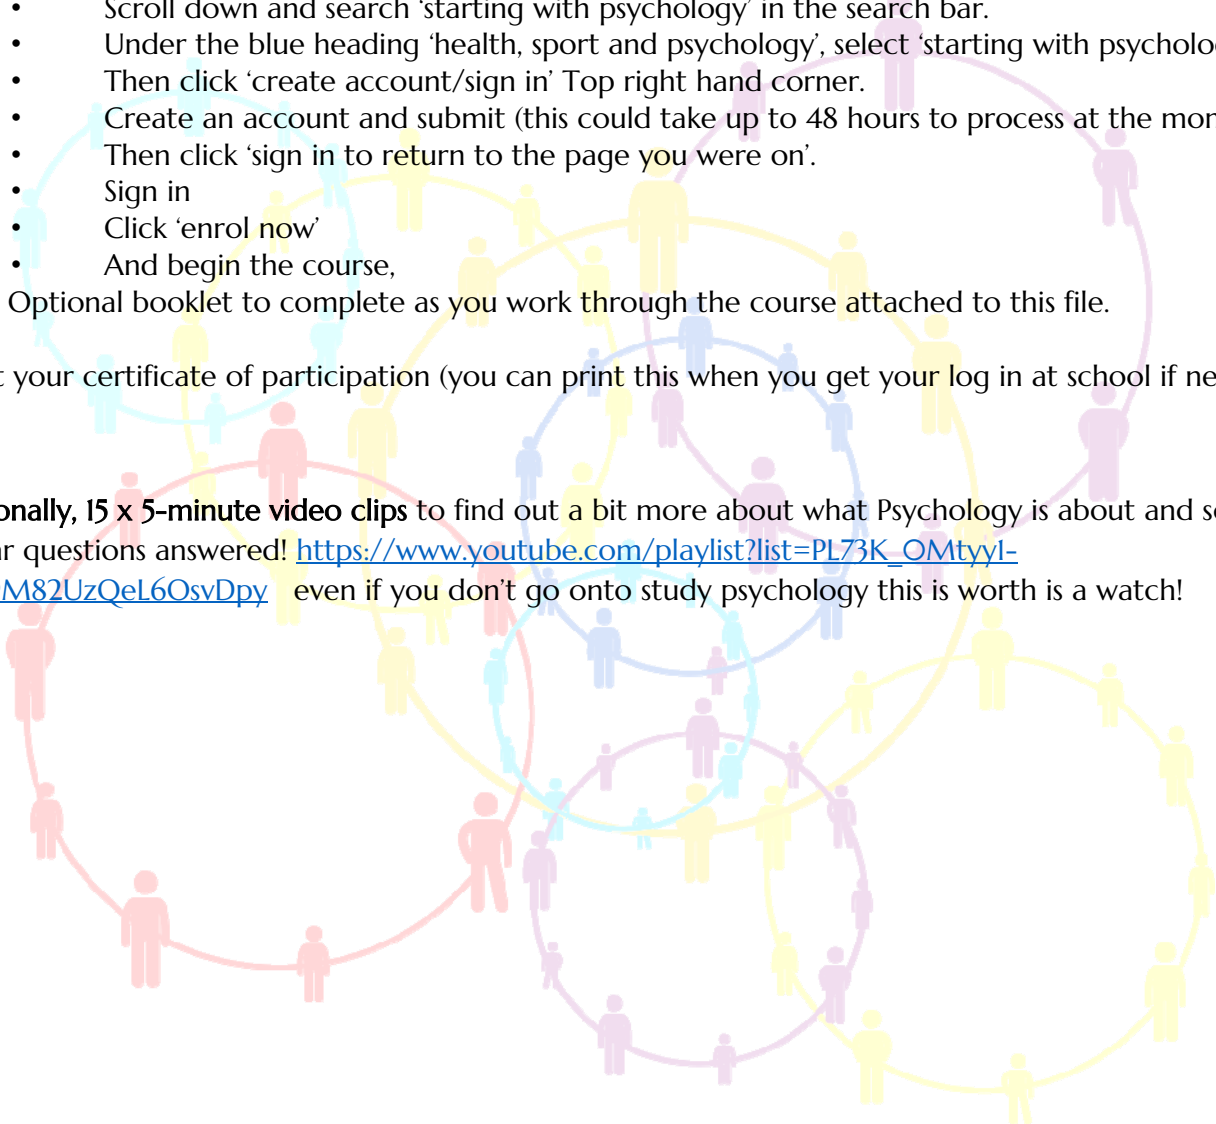 • Scroll down and search ‘starting with psychology’ in the search bar.
• Under the blue heading ‘health, sport and psychology’, select ‘starting with psycholo
• Then click ‘create account/sign in’ Top right hand corner.
• Create an account and submit (this could take up to 48 hours to process at the mon
• Then click ‘sign in to return to the page you were on’.
• Sign in
• Click ‘enrol now’
• And begin the course,
Optional booklet to complete as you work through the course attached to this file.
t your certificate of participation (you can print this when you get your log in at school if ne
onally, 15 x 5-minute video clips to find out a bit more about what Psychology is about and s
ar questions answered! https://www.youtube.com/playlist?list=PL73K_OMtyyI-
M82UzQeL6OsvDpy even if you don’t go onto study psychology this is worth is a watch!